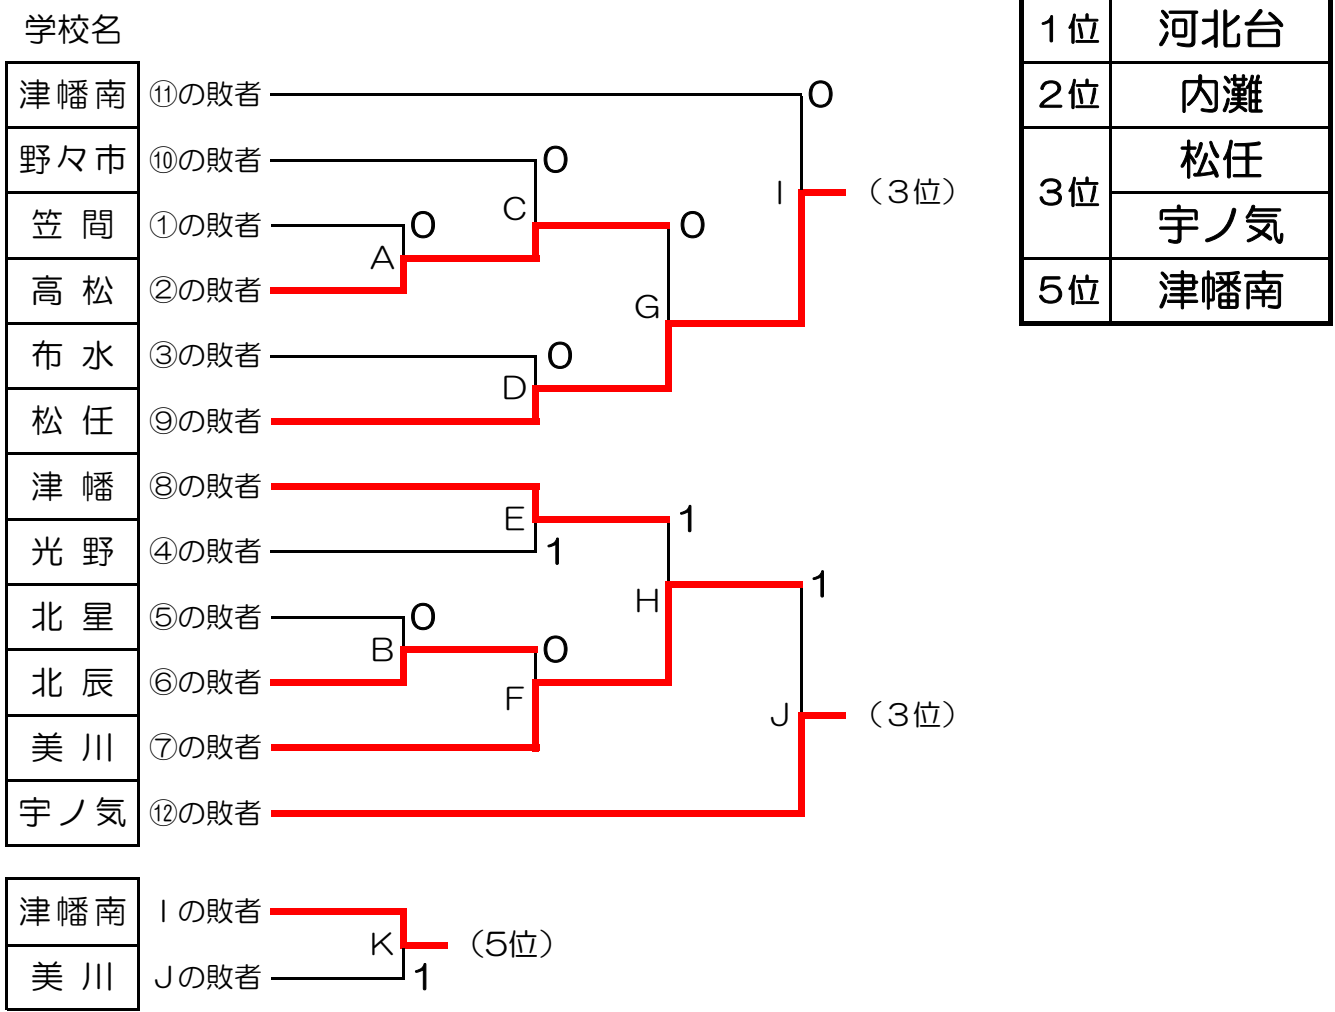 学校名
津幡南 ⑪の敗者 0
野々市 ⑩の敗者 0
笠間 ①の敗者 0
A
C
0
高松 ②の敗者
G
I
（３位）
布水 ③の敗者 0
D
松任 ⑨の敗者
津幡 ⑧の敗者
E
1
光野 ④の敗者 1
H
1
北星 ⑤の敗者 0
B
0
北辰 ⑥の敗者
F
J
（３位）
美川 ⑦の敗者
宇ノ気 ⑫の敗者
津幡南 Iの敗者
K
（５位）
美川 Jの敗者 1
１位 河北台
２位 内灘
３位 松任
宇ノ気
５位 津幡南